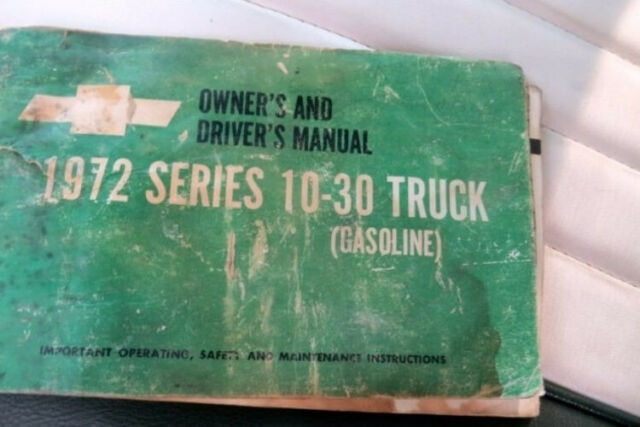 OWNER'S AND
DRIVER'S MANUAL
1972 SERIES 10-30 TRUCK
(GASOLINE)
IMPORTANT OPERATING, SAFETY AND MAINTENANCE INSTRUCTIONS